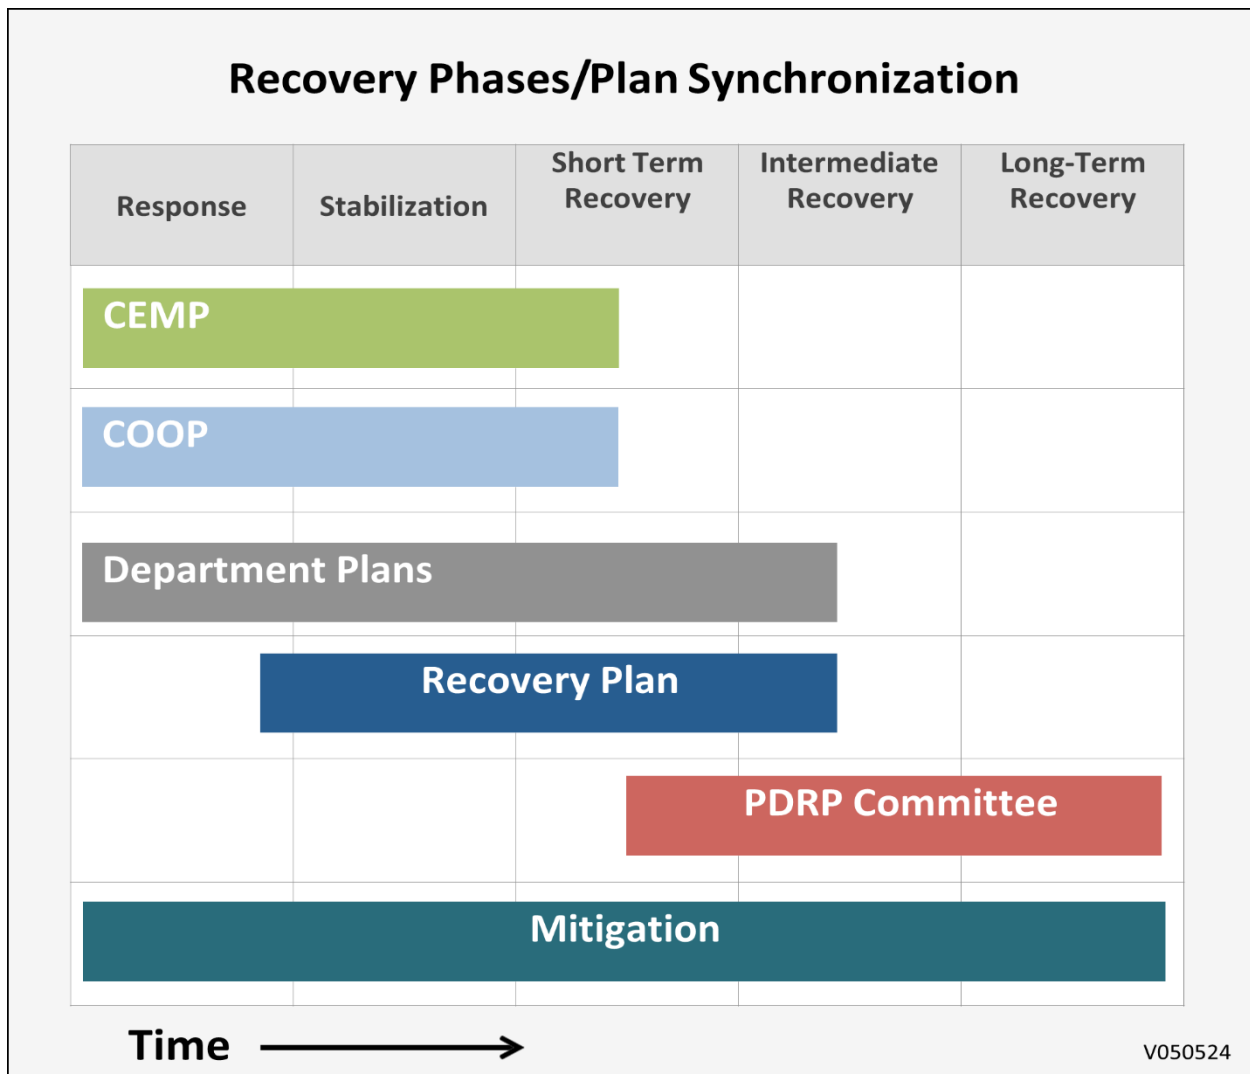 Recovery Phases/Plan Synchronization
Response
Stabilization
Short Term
Recovery
Intermediate
Recovery
Long-Term
Recovery
CEMP
COOP
Department Plans
Recovery Plan
PDRP Committee
Mitigation
Time
V050524